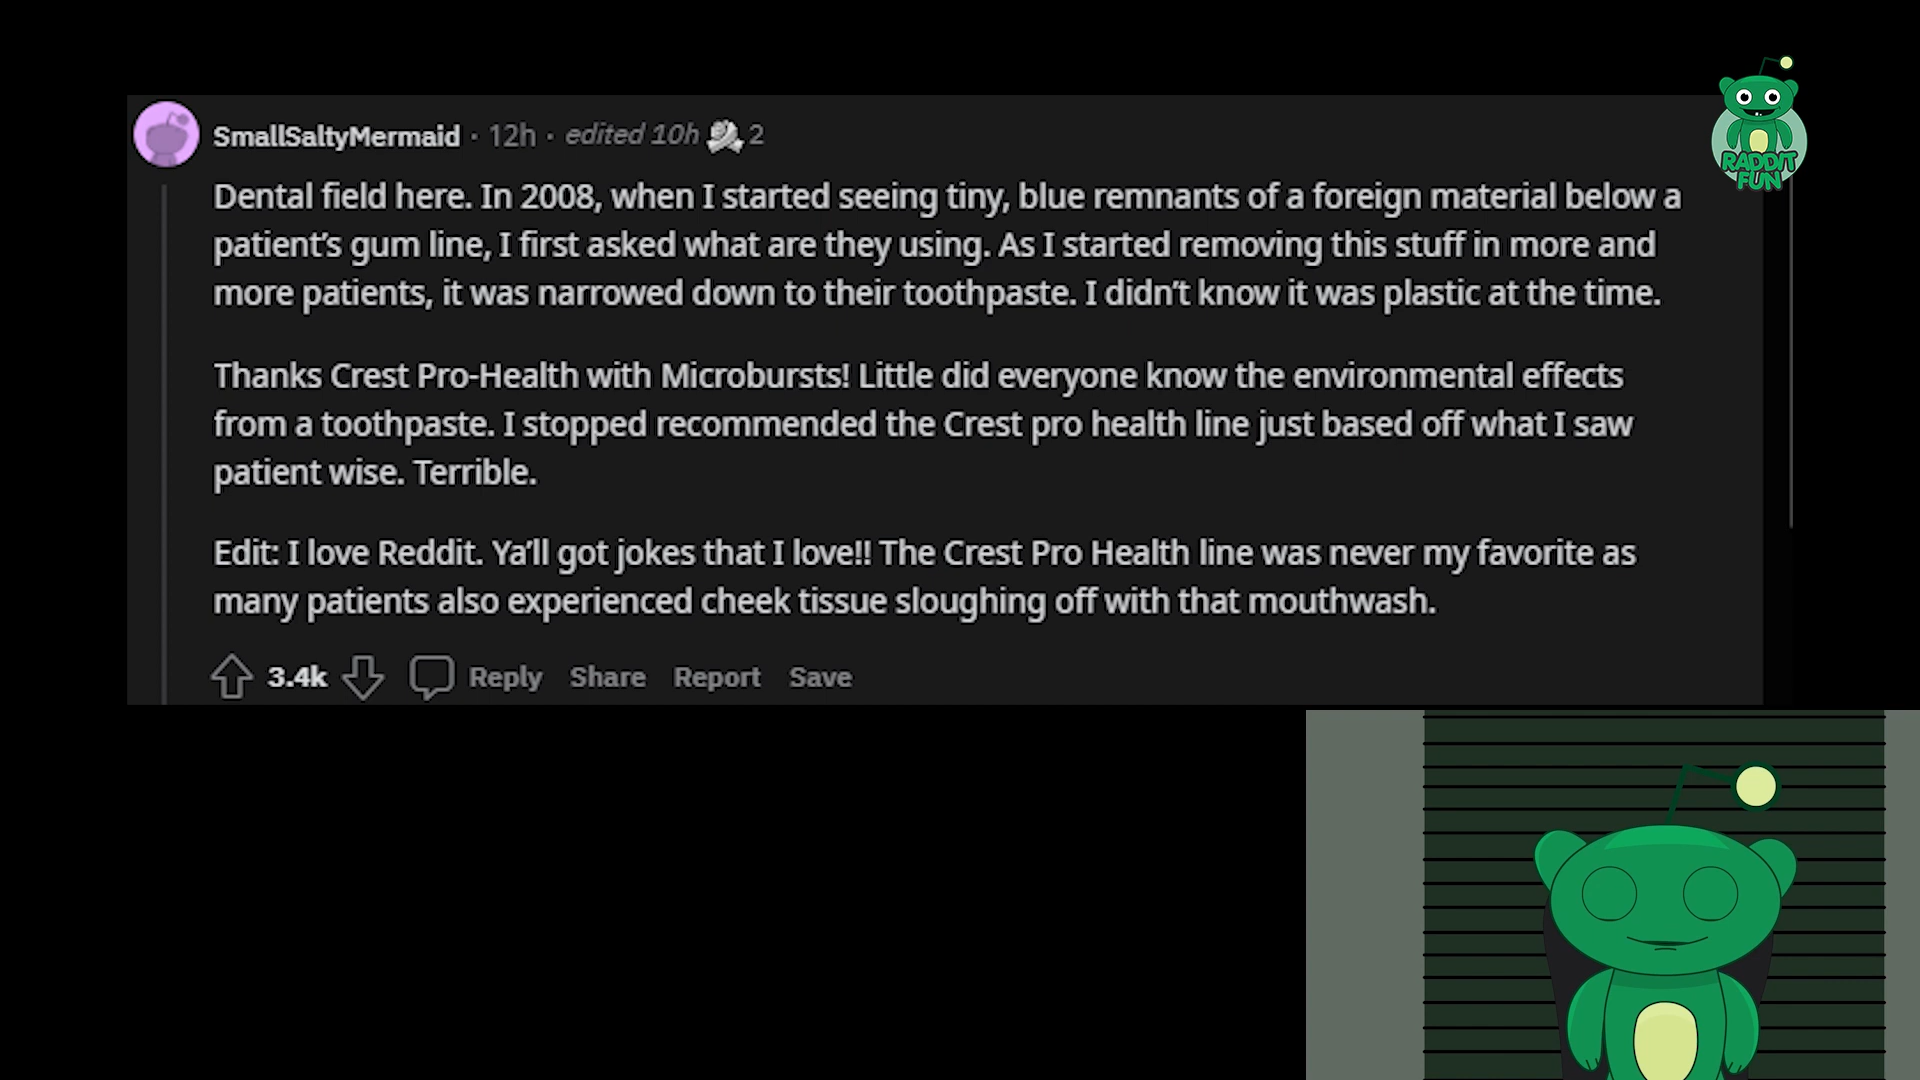 SmallSaltyMermaid · 12h · edited 10h 2
RADDIT
FUN
Dental field here. In 2008, when I started seeing tiny, blue remnants of a foreign material below a
patient's gum line, I first asked what are they using. As I started removing this stuff in more and
more patients, it was narrowed down to their toothpaste. I didn't know it was plastic at the time.
Thanks Crest Pro-Health with Microbursts! Little did everyone know the environmental effects
from a toothpaste. I stopped recommended the Crest pro health line just based off what I saw
patient wise. Terrible.
Edit: I love Reddit. Ya'll got jokes that I love!! The Crest Pro Health line was never my favorite as
many patients also experienced cheek tissue sloughing off with that mouthwash.
3.4k Reply Share Report Save